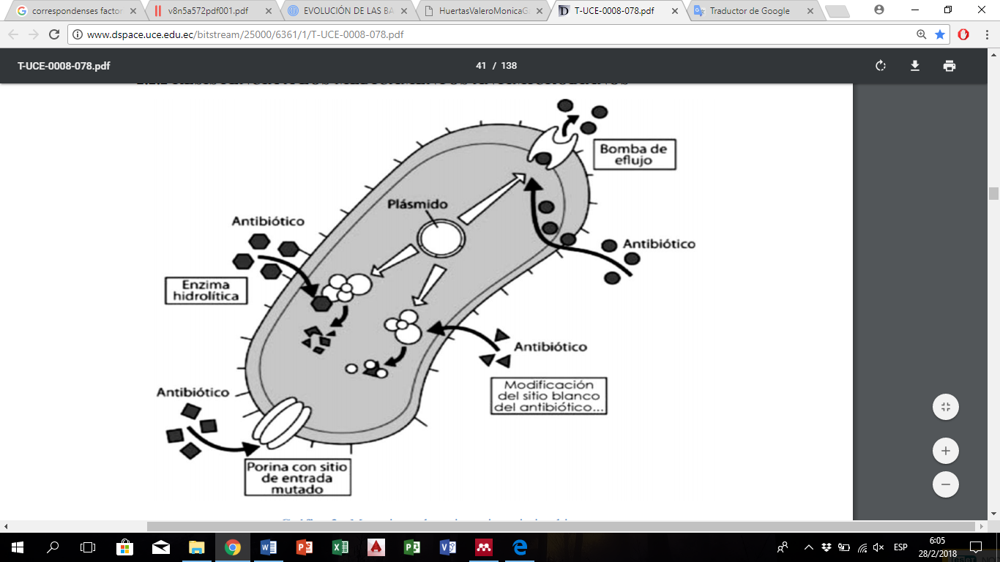 correspondenses factor
v8n5a572pdf001.pdf
EVOLUCIÓN DE LAS BA
HuertasValeroMonicaGa
T-UCE-0008-078.pdf
Traductor de Google
www.dspace.uce.edu.ec/bitstream/25000/6361/1/T-UCE-0008-078.pdf
T-UCE-0008-078.pdf
41 / 138
Bomba de
eflujo
Plásmido
Antibiótico
Antibiótico
Enzima
hidrolítica
Antibiótico
Modificación
del sitio blanco
del antibiótico...
Antibiótico
Porina con sitio
de entrada
mutado
ESP
6:05
28/2/2018